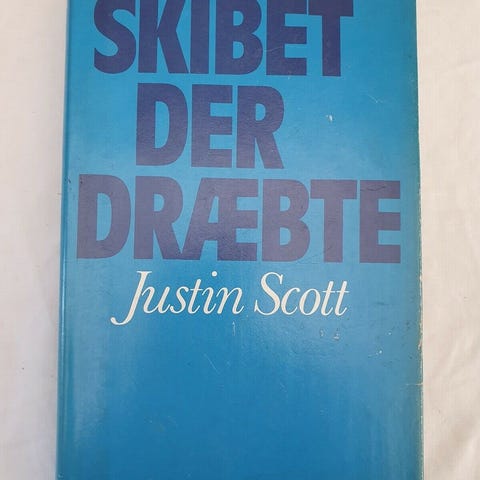 SKIBET
DER
DRÆBTE
Justin Scott